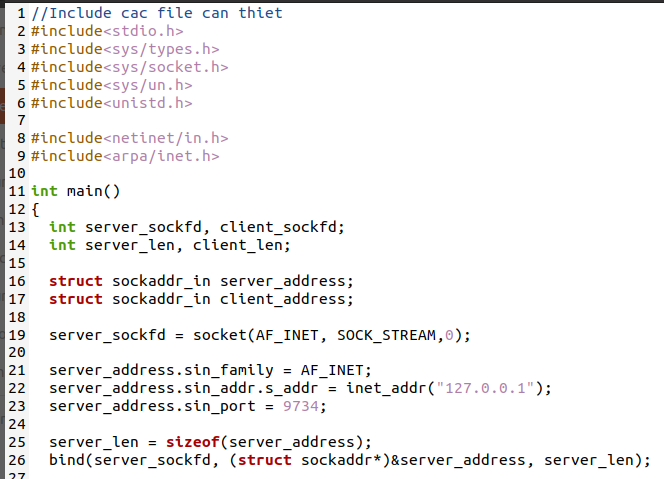 1 //Include cac file can thiet
2 #include<stdio.h>
3 #include<sys/types.h>
4 #include<sys/socket.h>
5 #include<sys/un.h>
6 #include<unistd.h>
7
8 #include<netinet/in.h>
9 #include<arpa/inet.h>
10
11 int main()
12 {
13   int server_sockfd, client_sockfd;
14   int server_len, client_len;
15
16   struct sockaddr_in server_address;
17   struct sockaddr_in client_address;
18
19   server_sockfd = socket(AF_INET, SOCK_STREAM,0);
20
21   server_address.sin_family = AF_INET;
22   server_address.sin_addr.s_addr = inet_addr("127.0.0.1");
23   server_address.sin_port = 9734;
24
25   server_len = sizeof(server_address);
26   bind(server_sockfd, (struct sockaddr*)&server_address, server_len);
27